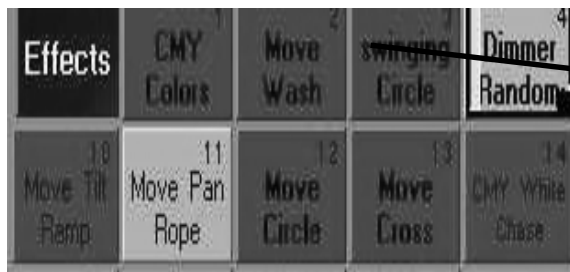 Effects
1
CMY
Colors
2
Move
Wash
3
swinging
Circle
4
Dimmer
Random
10
Move Tilt
Ramp
11
Move Pan
Rope
12
Move
Circle
13
Move
Cross
14
CMY White
Chase